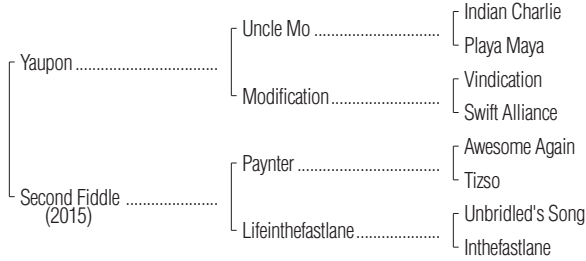 Indian Charlie
Uncle Mo
Playa Maya
Yaupon
Vindication
Modification
Swift Alliance
Awesome Again
Paynter
Tizso
Second Fiddle
(2015)
Unbridled's Song
Lifeinthefastlane
Inthefastlane